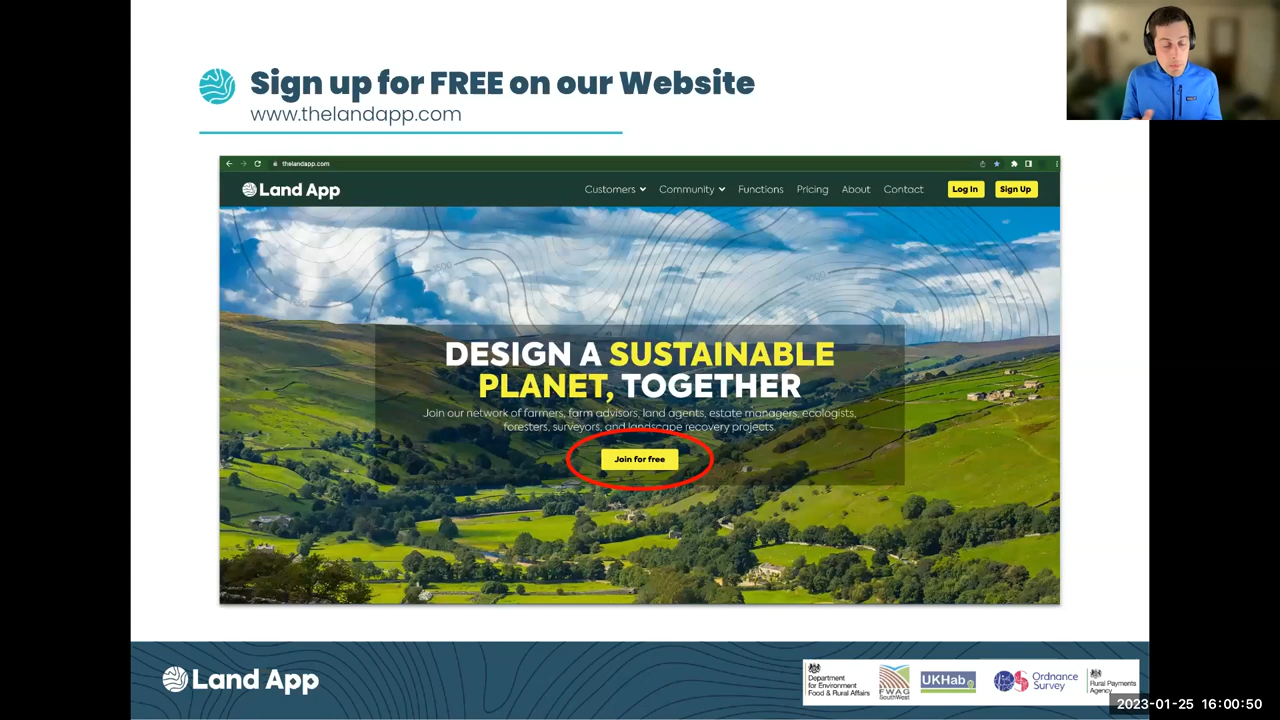 Sign up for FREE on our Website
www.thelandapp.com
thelandapp.com
Land App
Customers Community Functions Pricing About Contact Log In Sign Up
1500
1000
DESIGN A SUSTAINABLE
PLANET, TOGETHER
Join our network of farmers, farm advisors, land agents, estate managers, ecologists,
foresters, surveyors, and landscape recovery projects.
Join for free
Land App
Department
for Environment
Food & Rural Affairs
FWAG
SouthWest
UKHab
Ordnance
Survey
Rural Payments
Agency
2023-01-25 16:00:50